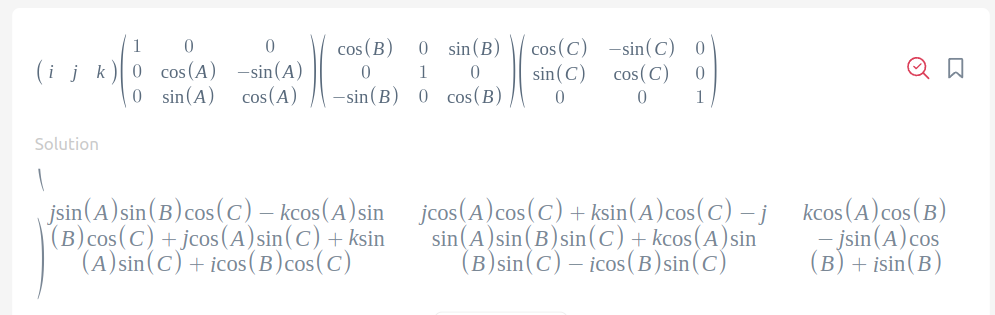 ( i j k ) ( 1 0 0 ) ( cos(B) 0 sin(B) ) ( cos(C) −sin(C) 0 )
0 cos(A) −sin(A) 0 1 0 sin(C) cos(C) 0
0 sin(A) cos(A) −sin(B) 0 cos(B) 0 0 1
Solution
(
jsin(A)sin(B)cos(C) − kcos(A)sin jcos(A)cos(C) + ksin(A)cos(C) − j kcos(A)cos(B)
(B)cos(C) + jcos(A)sin(C) + ksin sin(A)sin(B)sin(C) + kcos(A)sin − jsin(A)cos
(A)sin(C) + icos(B)cos(C) (B)sin(C) − icos(B)sin(C) (B) + isin(B)
)